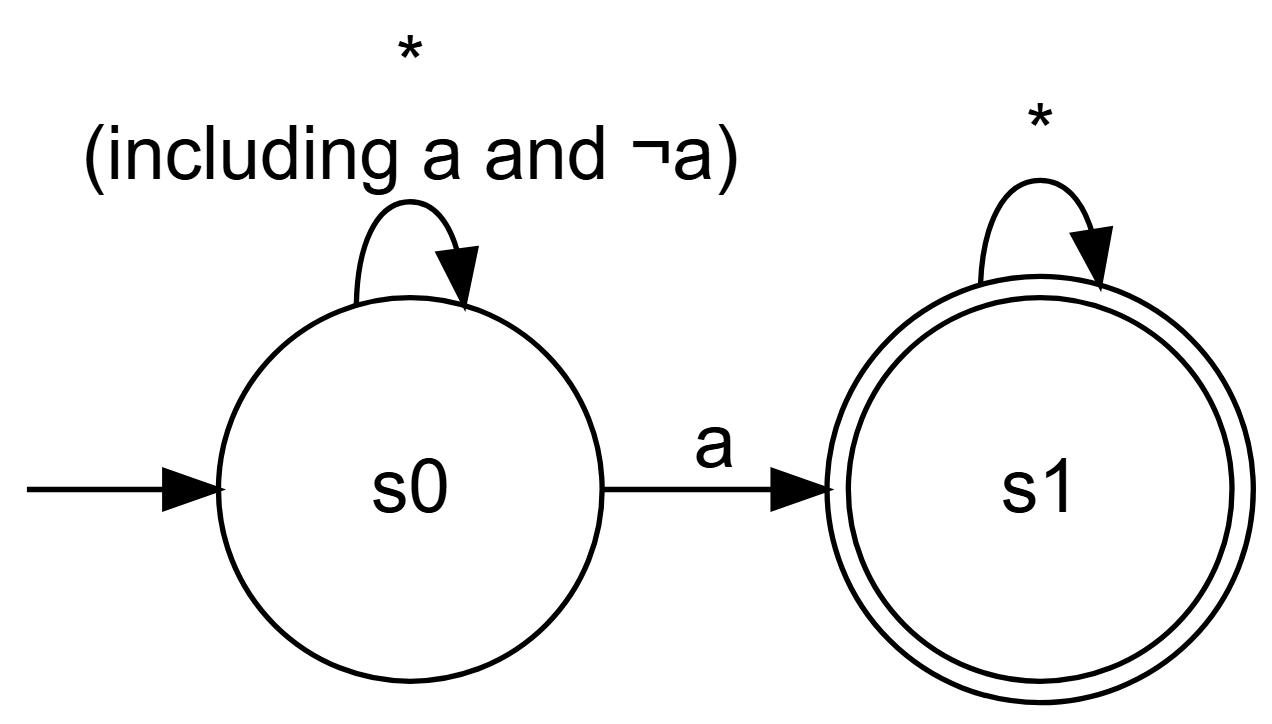 *
(including a and ¬a)
*
a
s0
s1